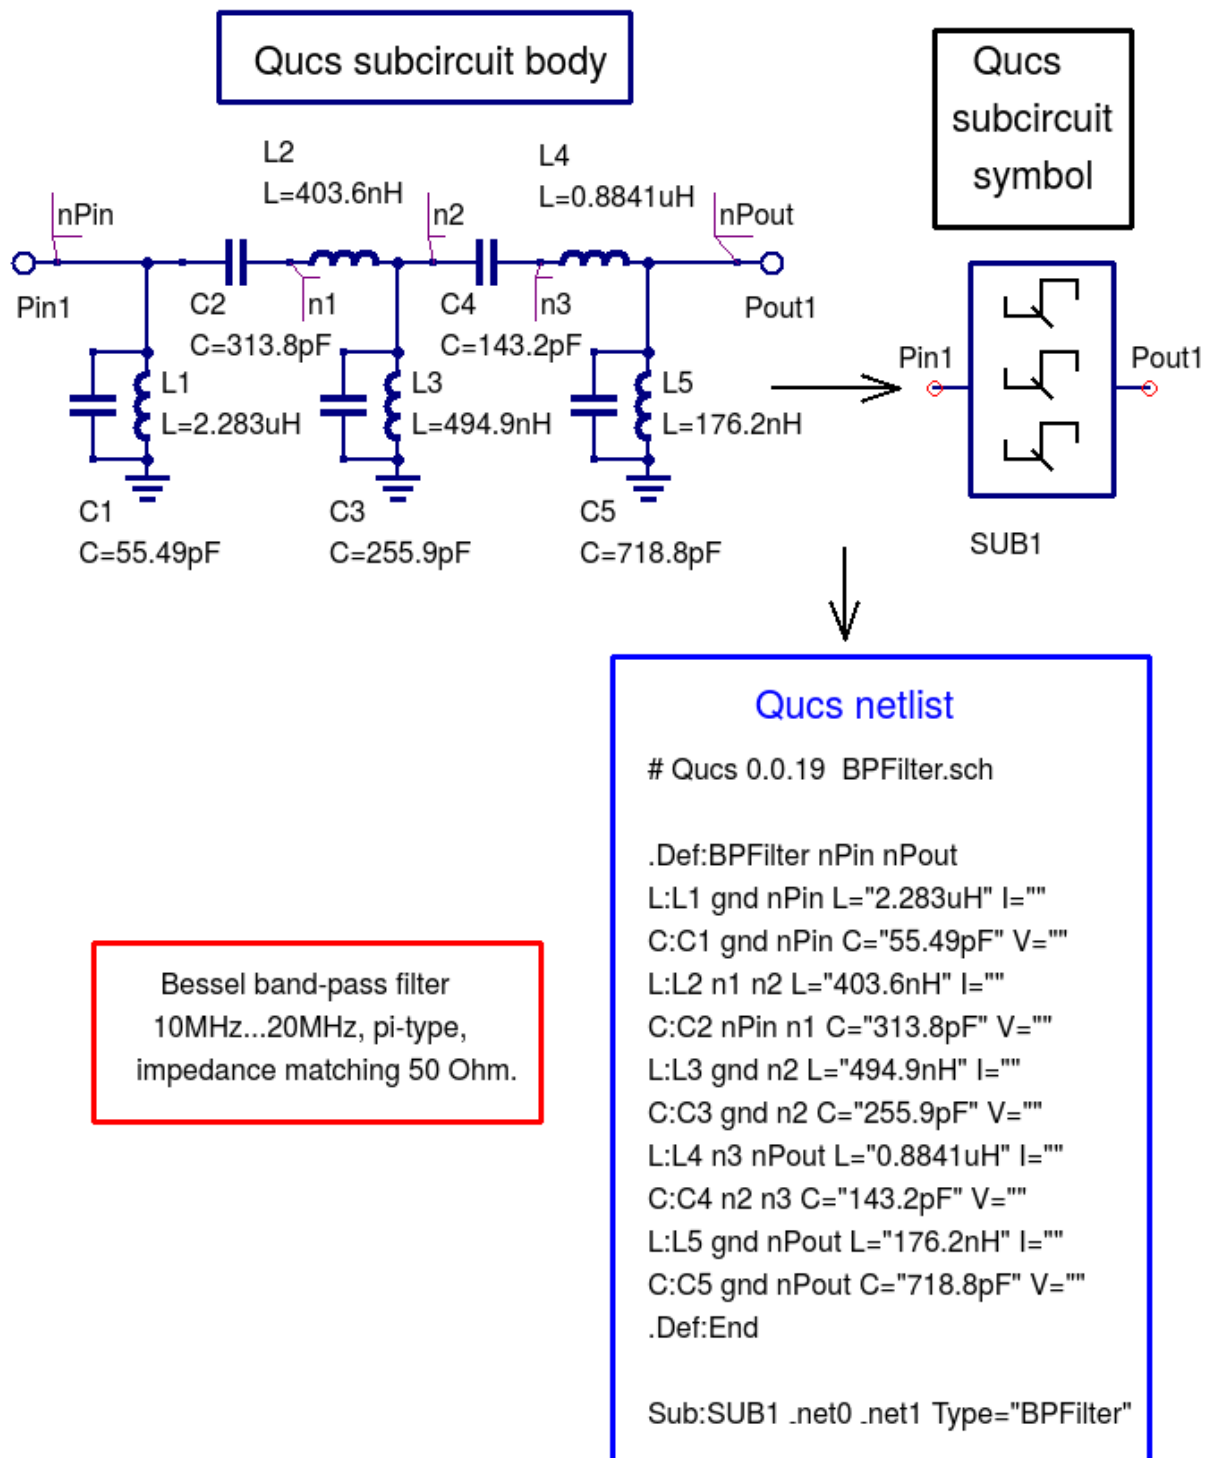 Qucs subcircuit body
Qucs
subcircuit
symbol
L2
L=403.6nH
L4
L=0.8841uH
nPin
n2
nPout
Pin1
C2
C=313.8pF
n1
C4
C=143.2pF
n3
Pout1
L1
L=2.283uH
L3
L=494.9nH
L5
L=176.2nH
C1
C=55.49pF
C3
C=255.9pF
C5
C=718.8pF
Pin1
Pout1
SUB1
Qucs netlist
# Qucs 0.0.19 BPFilter.sch
.Def:BPFilter nPin nPout
L:L1 gnd nPin L="2.283uH" I=""
C:C1 gnd nPin C="55.49pF" V=""
L:L2 n1 n2 L="403.6nH" I=""
C:C2 nPin n1 C="313.8pF" V=""
L:L3 gnd n2 L="494.9nH" I=""
C:C3 gnd n2 C="255.9pF" V=""
L:L4 n3 nPout L="0.8841uH" I=""
C:C4 n2 n3 C="143.2pF" V=""
L:L5 gnd nPout L="176.2nH" I=""
C:C5 gnd nPout C="718.8pF" V=""
.Def:End
Sub:SUB1 _net0 _net1 Type="BPFilter"
Bessel band-pass filter
10MHz...20MHz, pi-type,
impedance matching 50 Ohm.